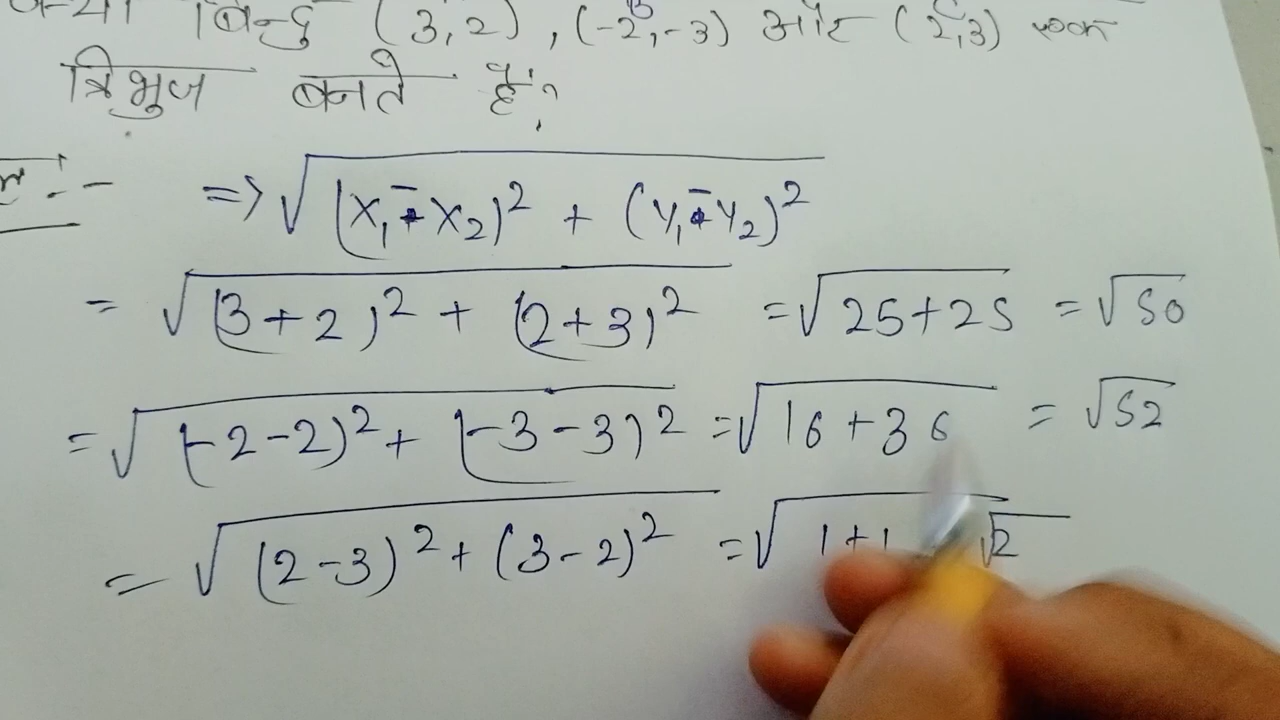 क्या बिन्दु (3,2), (-2,-3) और (2,3) एक
B C
त्रिभुज बनते हैं?
:- => √(x₁-x₂)² + (y₁-y₂)²
= √(3+2)² + (2+3)² = √25+25 = √50
= √(-2-2)² + (-3-3)² = √16+36 = √52
= √(2-3)² + (3-2)² = √1+1 √2